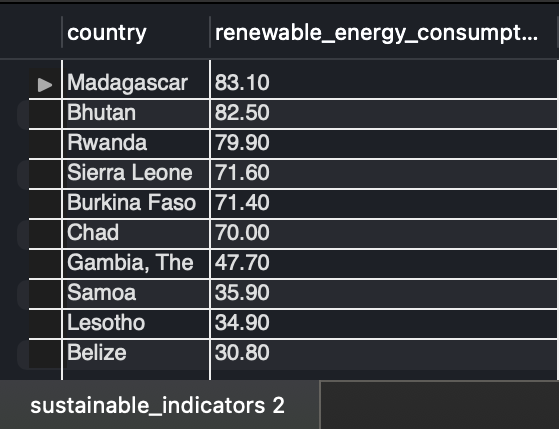 country renewable_energy_consumpt...
Madagascar 83.10
Bhutan 82.50
Rwanda 79.90
Sierra Leone 71.60
Burkina Faso 71.40
Chad 70.00
Gambia, The 47.70
Samoa 35.90
Lesotho 34.90
Belize 30.80
sustainable_indicators 2